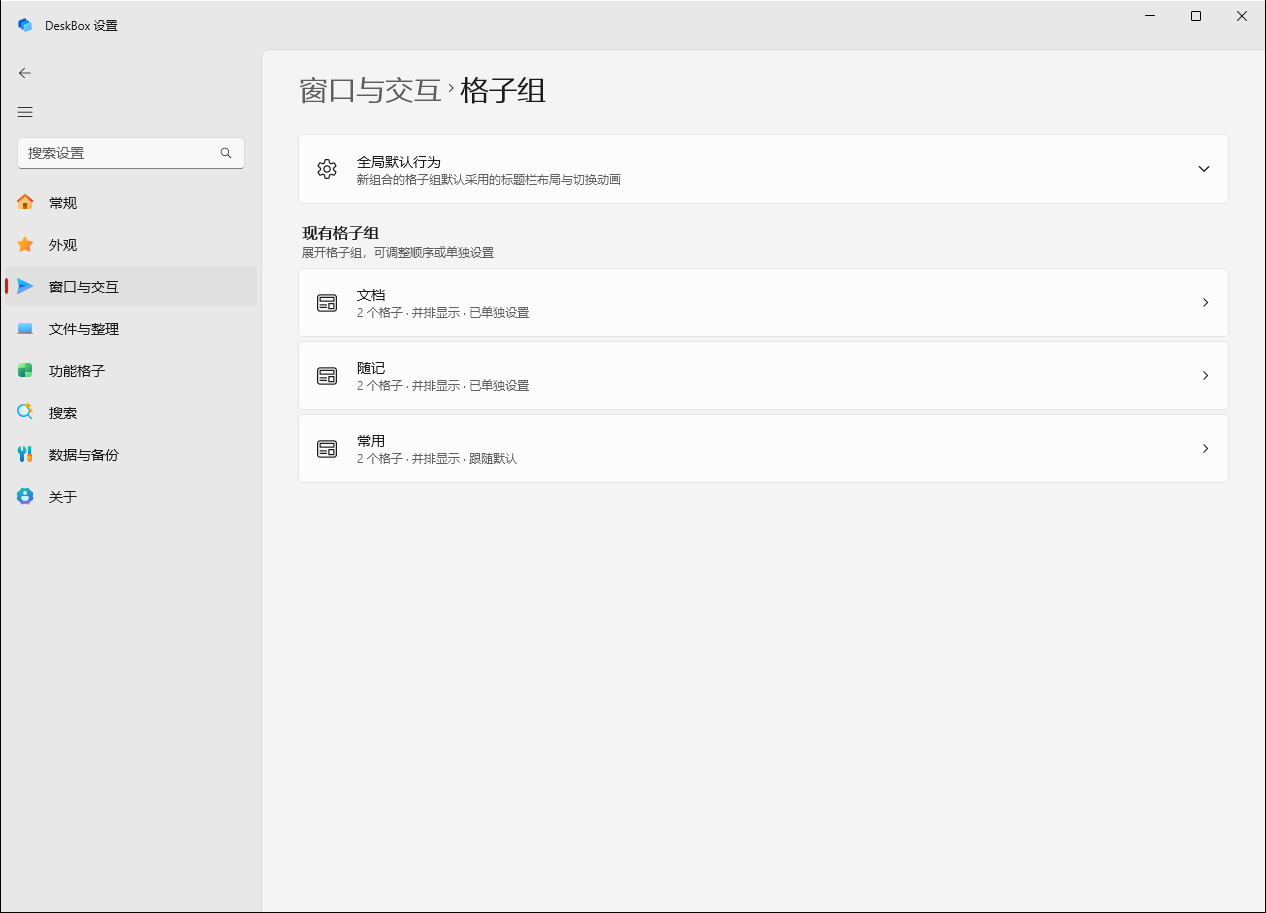 DeskBox 设置
搜索设置
常规
外观
窗口与交互
文件与整理
功能格子
搜索
数据与备份
关于
窗口与交互 › 格子组
全局默认行为
新组合的格子组默认采用的标题栏布局与切换动画
现有格子组
展开格子组，可调整顺序或单独设置
文档
2 个格子 · 并排显示 · 已单独设置
随记
2 个格子 · 并排显示 · 已单独设置
常用
2 个格子 · 并排显示 · 跟随默认